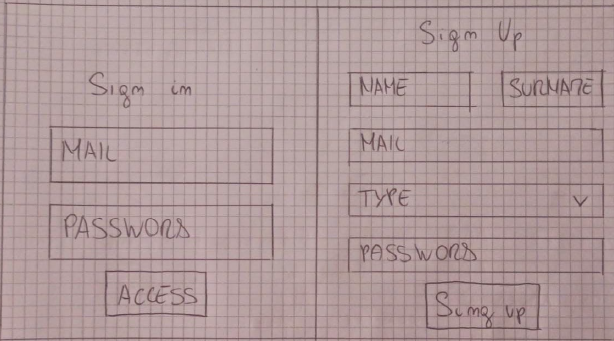 Sign in
MAIL
PASSWORD
ACCESS
Sign Up
NAME SURNAME
MAIL
TYPE
PASSWORD
Sing up